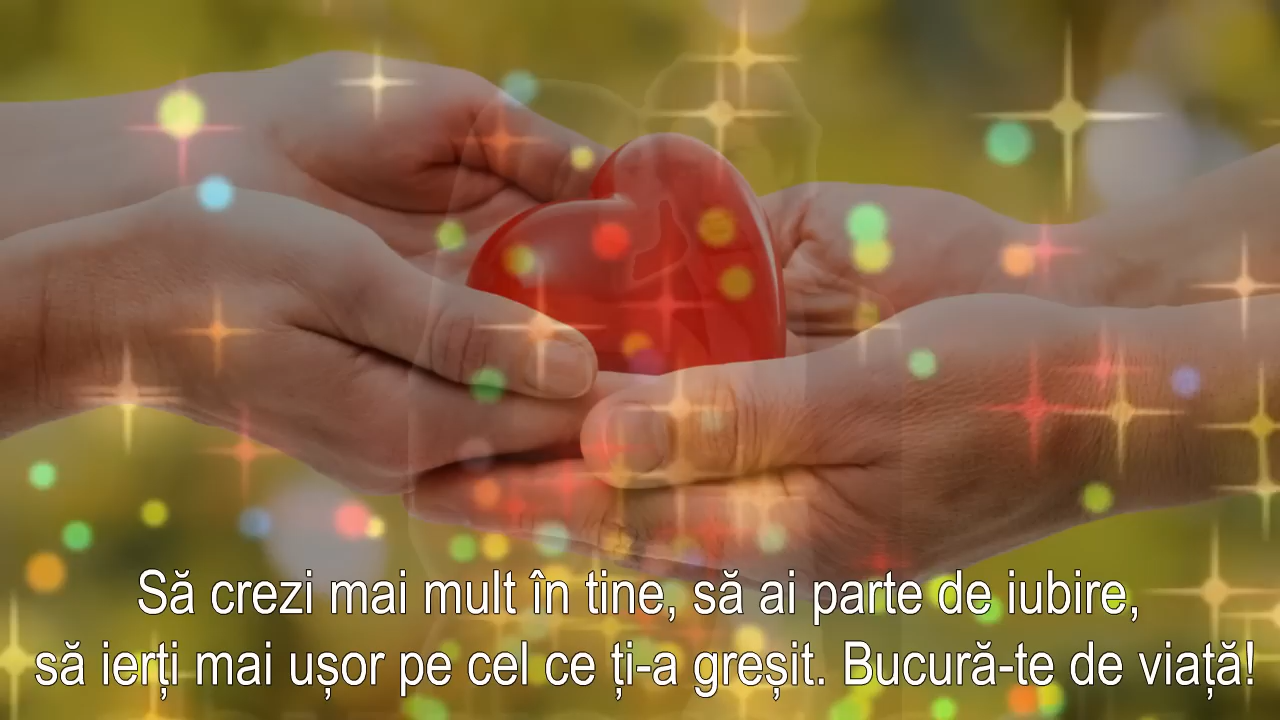 Să crezi mai mult în tine, să ai parte de iubire,
să ierți mai ușor pe cel ce ți-a greșit. Bucură-te de viață!